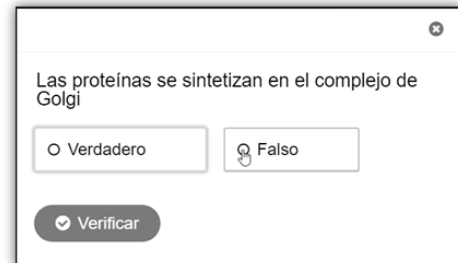 Las proteínas se sintetizan en el complejo de
Golgi
Verdadero
Falso
Verificar